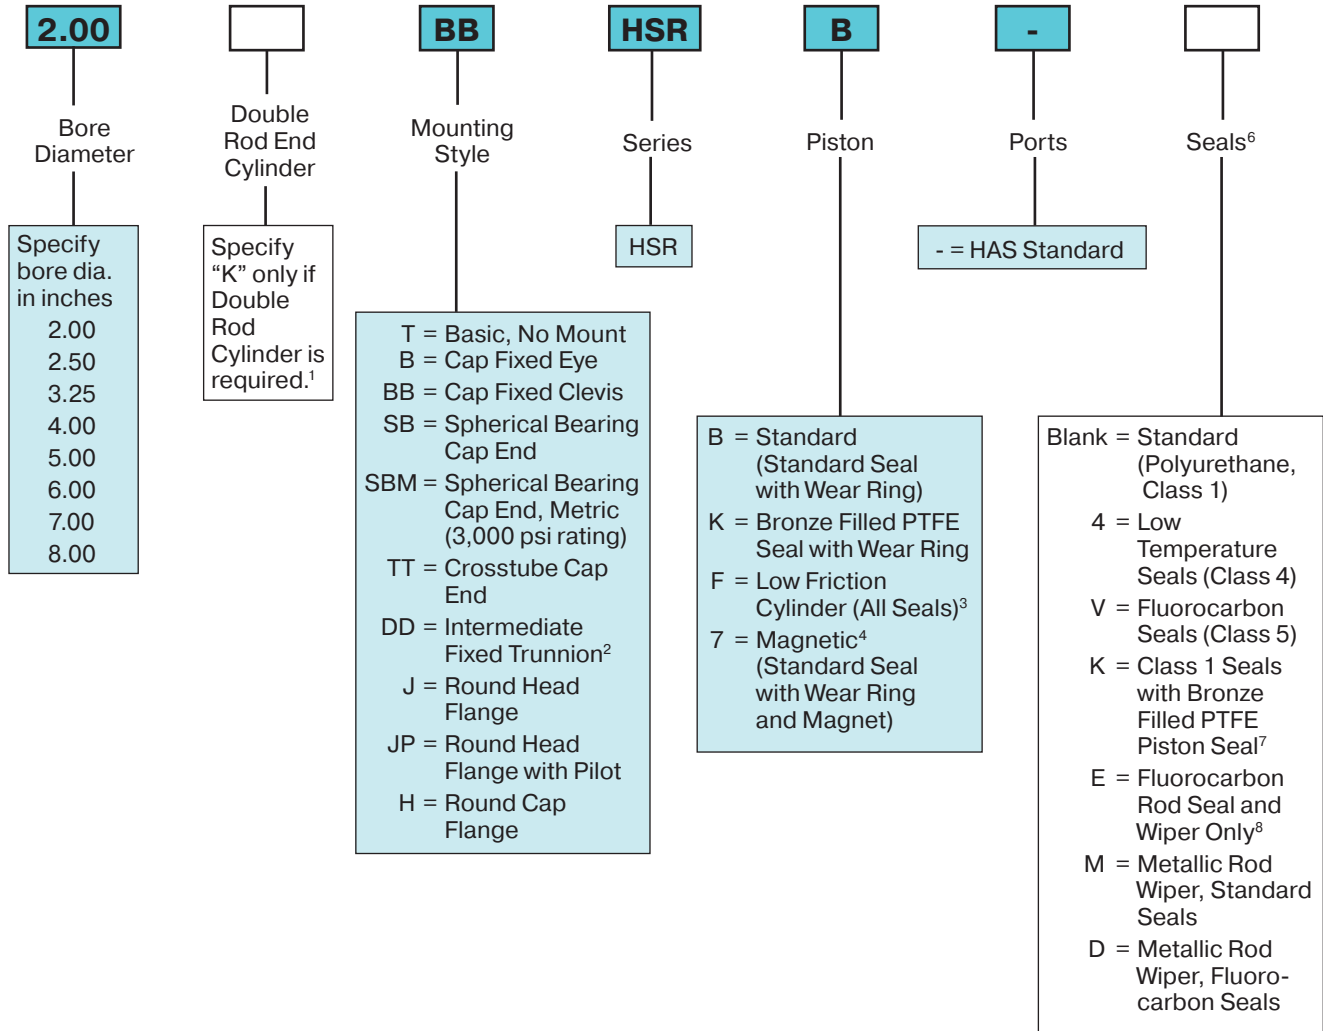 2.00
BB
HSR
B
-
Bore
Diameter
Double
Rod End
Cylinder
Mounting
Style
Series
Piston
Ports
Seals⁶
Specify
bore dia.
in inches
2.00
2.50
3.25
4.00
5.00
6.00
7.00
8.00
Specify
“K” only if
Double
Rod
Cylinder is
required.¹
T = Basic, No Mount
B = Cap Fixed Eye
BB = Cap Fixed Clevis
SB = Spherical Bearing
Cap End
SBM = Spherical Bearing
Cap End, Metric
(3,000 psi rating)
TT = Crosstube Cap
End
DD = Intermediate
Fixed Trunnion²
J = Round Head
Flange
JP = Round Head
Flange with Pilot
H = Round Cap
Flange
HSR
B = Standard
(Standard Seal
with Wear Ring)
K = Bronze Filled PTFE
Seal with Wear Ring
F = Low Friction
Cylinder (All Seals)³
7 = Magnetic⁴
(Standard Seal
with Wear Ring
and Magnet)
- = HAS Standard
Blank = Standard
(Polyurethane,
Class 1)
4 = Low
Temperature
Seals (Class 4)
V = Fluorocarbon
Seals (Class 5)
K = Class 1 Seals
with Bronze
Filled PTFE
Piston Seal⁷
E = Fluorocarbon
Rod Seal and
Wiper Only⁸
M = Metallic Rod
Wiper, Standard
Seals
D = Metallic Rod
Wiper, Fluoro-
carbon Seals